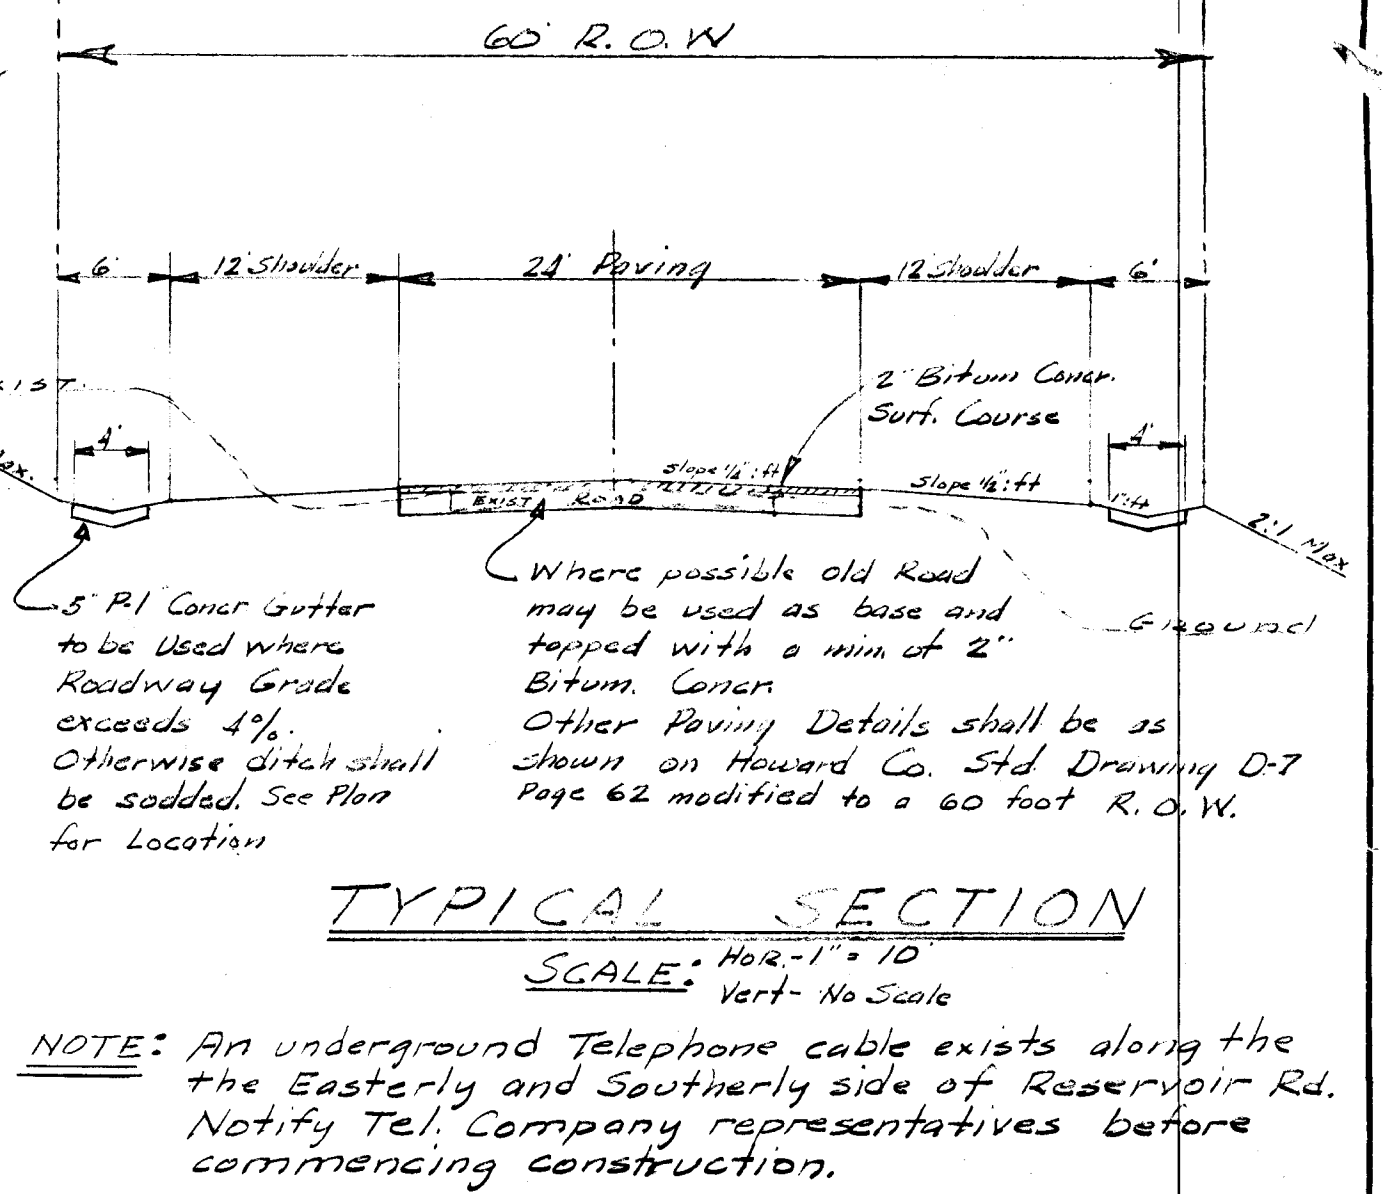 60' R.O.W
6' 12' Shoulder 24' Paving 12' Shoulder 6'
2" Bitum Concr.
Surf. Course
4' 4'
Max.
Slope 1/4":ft
Slope 1/2":ft
1":ft
EXIST ROAD
2:1 Max
Ground
5" P-1 Concr Gutter
to be Used where
Roadway Grade
exceeds 4%.
Otherwise ditch shall
be sodded. See Plan
for Location
Where possible old Road
may be used as base and
topped with a min. of 2"
Bitum. Concr.
Other Paving Details shall be as
shown on Howard Co. Std. Drawing D-7
Page 62 modified to a 60 foot R.O.W.
TYPICAL SECTION
SCALE: HOR.-1" = 10'
Vert- No Scale
NOTE: An underground Telephone cable exists along the
the Easterly and Southerly side of Reservoir Rd.
Notify Tel. Company representatives before
commencing construction.